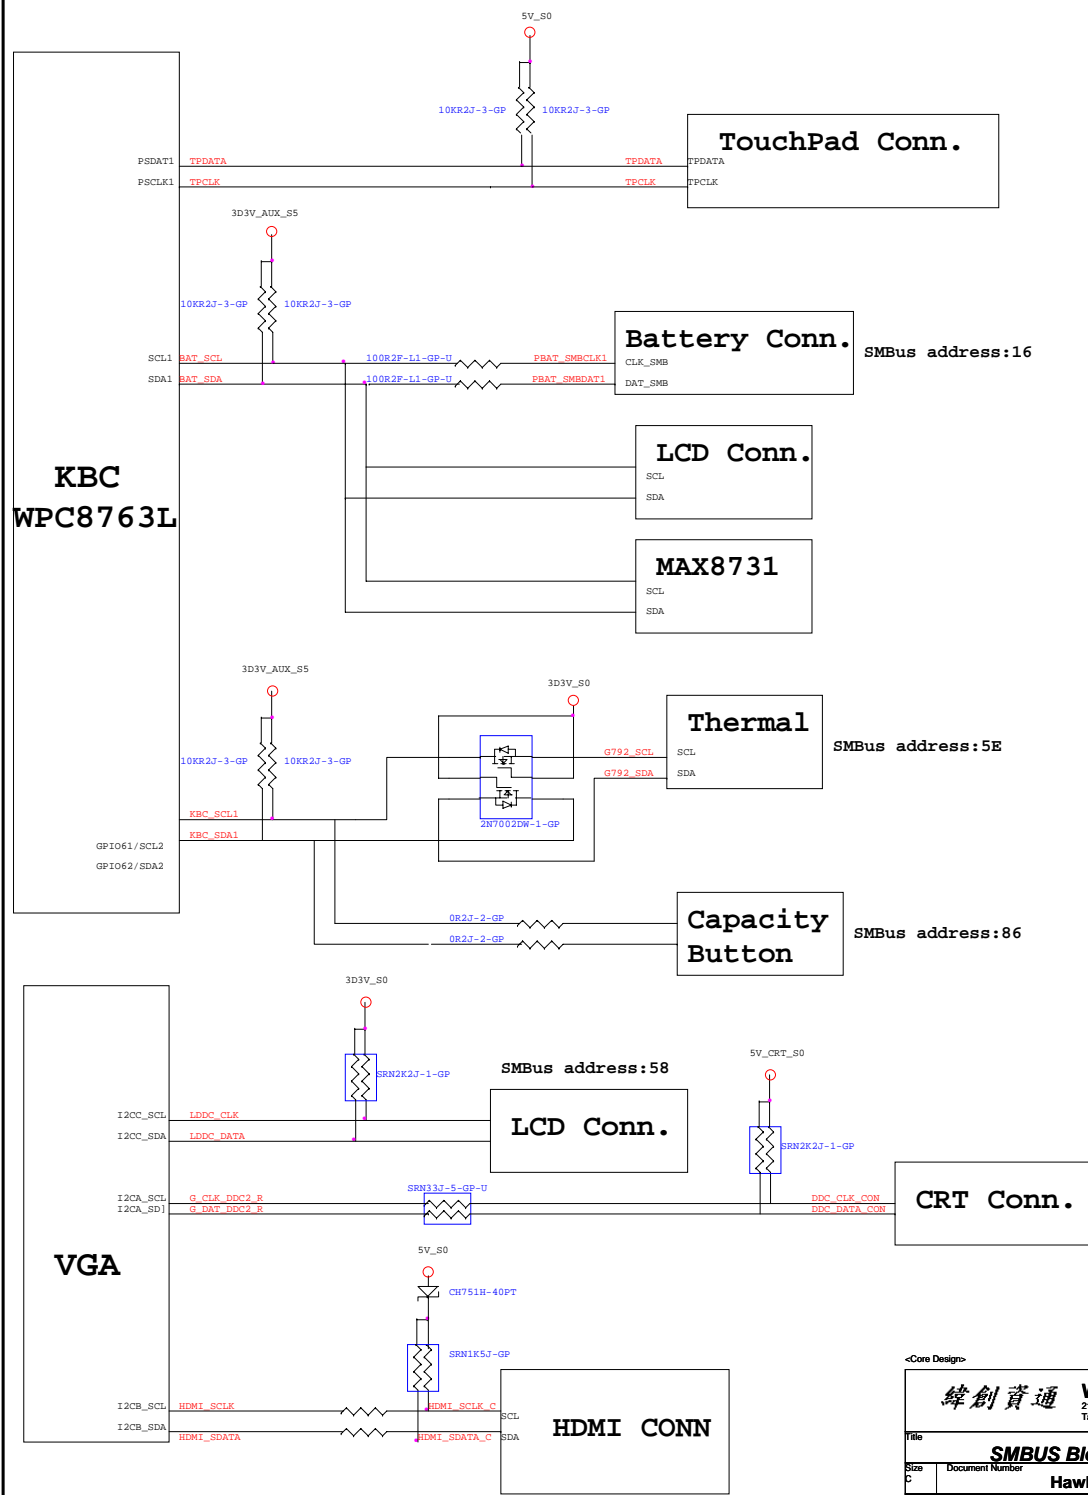 5V_S0
10KR2J-3-GP 10KR2J-3-GP
TouchPad Conn.
PSDAT1 TPDATA TPDATA TPDATA
PSCLK1 TPCLK TPCLK TPCLK
3D3V_AUX_S5
10KR2J-3-GP 10KR2J-3-GP
Battery Conn.
SMBus address:16
SCL1 BAT_SCL 100R2F-L1-GP-U PBAT_SMBCLK1 CLK_SMB
SDA1 BAT_SDA 100R2F-L1-GP-U PBAT_SMBDAT1 DAT_SMB
LCD Conn.
SCL
SDA
KBC
WPC8763L
MAX8731
SCL
SDA
3D3V_AUX_S5
3D3V_S0
10KR2J-3-GP 10KR2J-3-GP
Thermal
SMBus address:5E
G792_SCL SCL
G792_SDA SDA
2N7002DW-1-GP
KBC_SCL1
KBC_SDA1
GPIO61/SCL2
GPIO62/SDA2
0R2J-2-GP
0R2J-2-GP
Capacity
Button
SMBus address:86
3D3V_S0
SRN2K2J-1-GP
SMBus address:58
5V_CRT_S0
I2CC_SCL LDDC_CLK
I2CC_SDA LDDC_DATA
LCD Conn.
SRN2K2J-1-GP
SRN33J-5-GP-U
I2CA_SCL G_CLK_DDC2_R DDC_CLK_CON
I2CA_SD] G_DAT_DDC2_R DDC_DATA_CON
CRT Conn.
VGA
5V_S0
CH751H-40PT
SRN1K5J-GP
I2CB_SCL HDMI_SCLK HDMI_SCLK_C SCL
I2CB_SDA HDMI_SDATA HDMI_SDATA_C SDA
HDMI CONN
<Core Design>
緯創資通
Title
SMBUS Blo
Size
C
Document Number
Haw